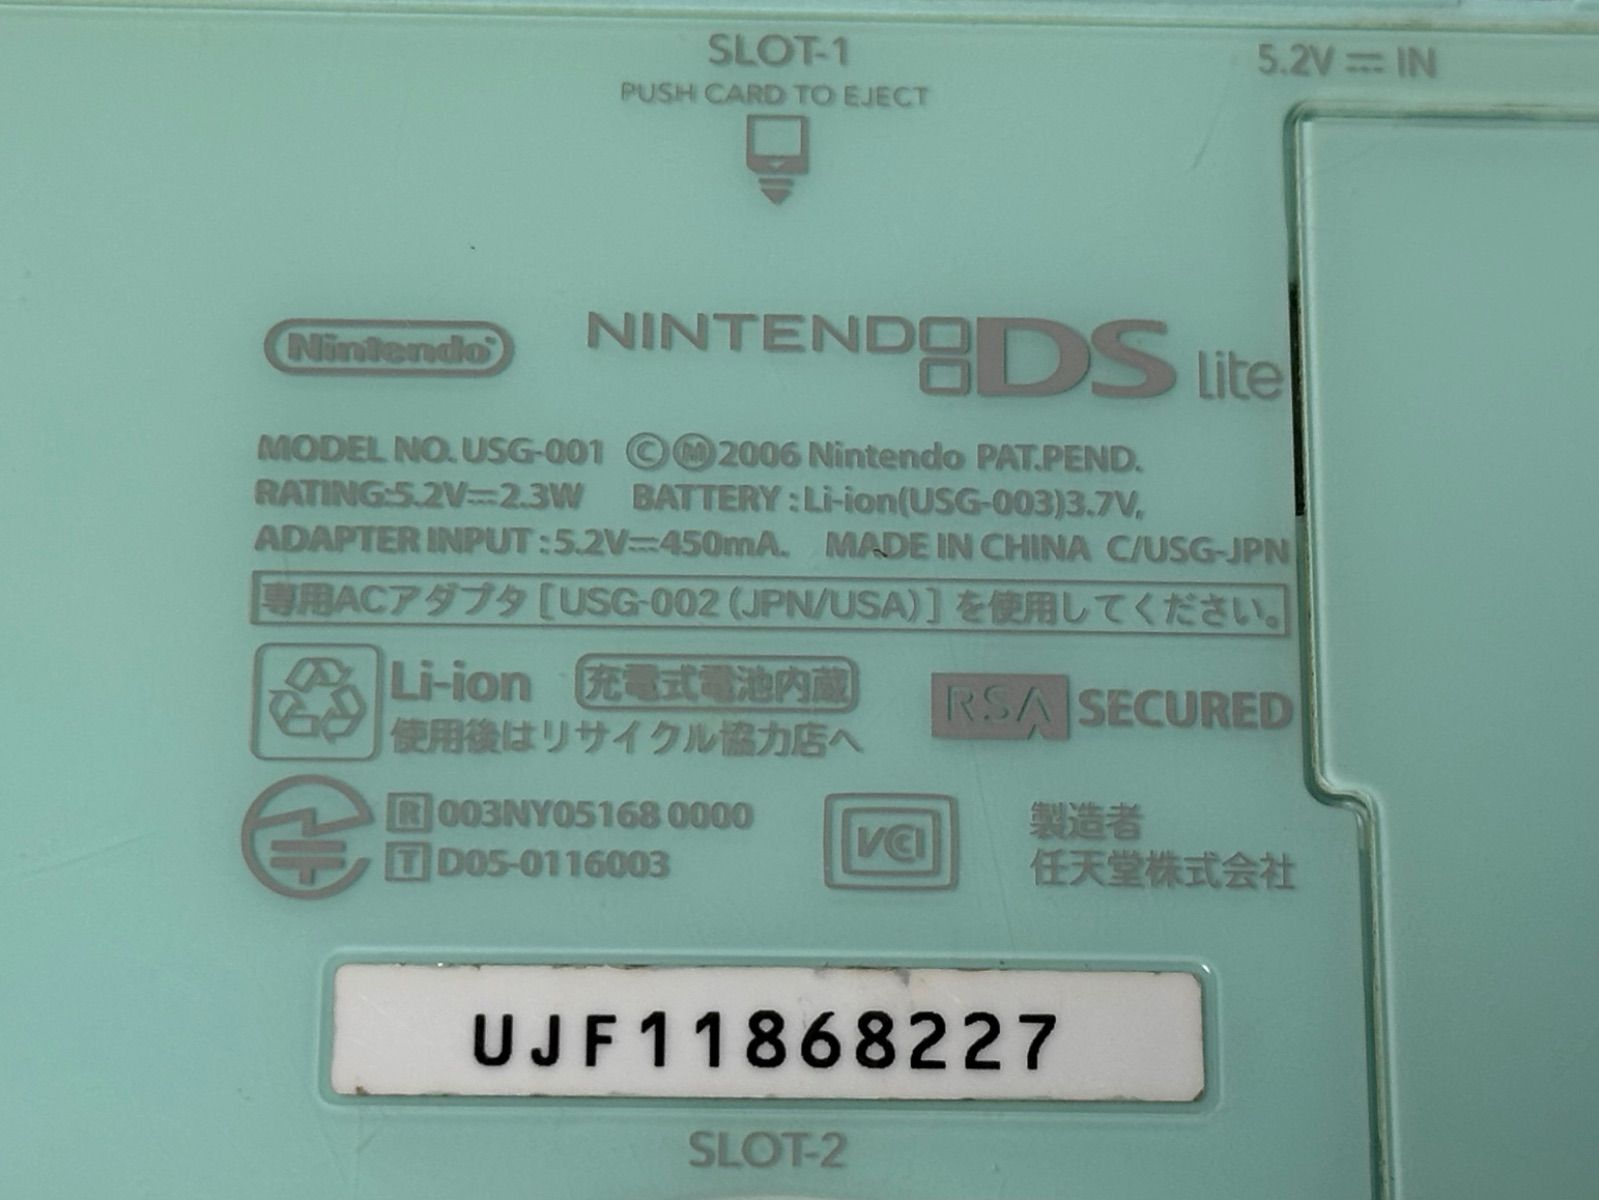 SLOT-1
5.2V ⎓ IN
PUSH CARD TO EJECT
Nintendo
NINTENDO DS Lite
MODEL NO. USG-001 ©Ⓜ2006 Nintendo PAT.PEND.
RATING:5.2V⎓2.3W BATTERY : Li-ion(USG-003)3.7V,
ADAPTER INPUT : 5.2V⎓450mA. MADE IN CHINA C/USG-JPN
専用ACアダプタ［USG-002（JPN/USA）］を使用してください。
Li-ion 充電式電池内蔵
使用後はリサイクル協力店へ
RSA SECURED
R 003NY05168 0000
T D05-0116003
VCI
製造者
任天堂株式会社
UJF11868227
SLOT-2